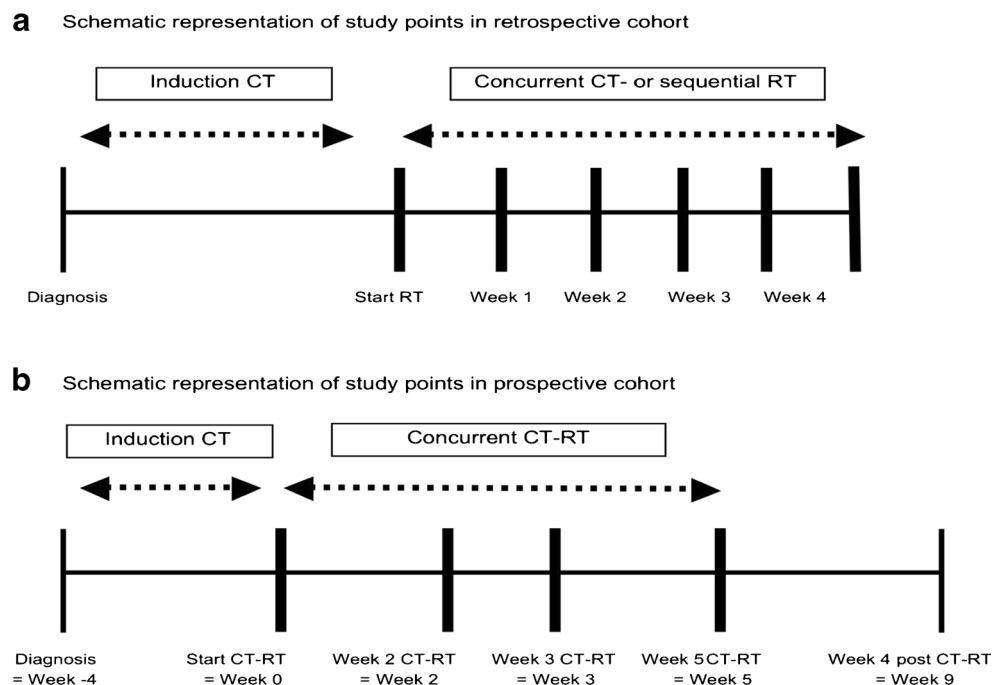 a Schematic representation of study points in retrospective cohort
Induction CT
Concurrent CT- or sequential RT
Diagnosis
Start RT
Week 1
Week 2
Week 3
Week 4
b Schematic representation of study points in prospective cohort
Induction CT
Concurrent CT-RT
Diagnosis
= Week -4
Start CT-RT
= Week 0
Week 2 CT-RT
= Week 2
Week 3 CT-RT
= Week 3
Week 5CT-RT
= Week 5
Week 4 post CT-RT
= Week 9